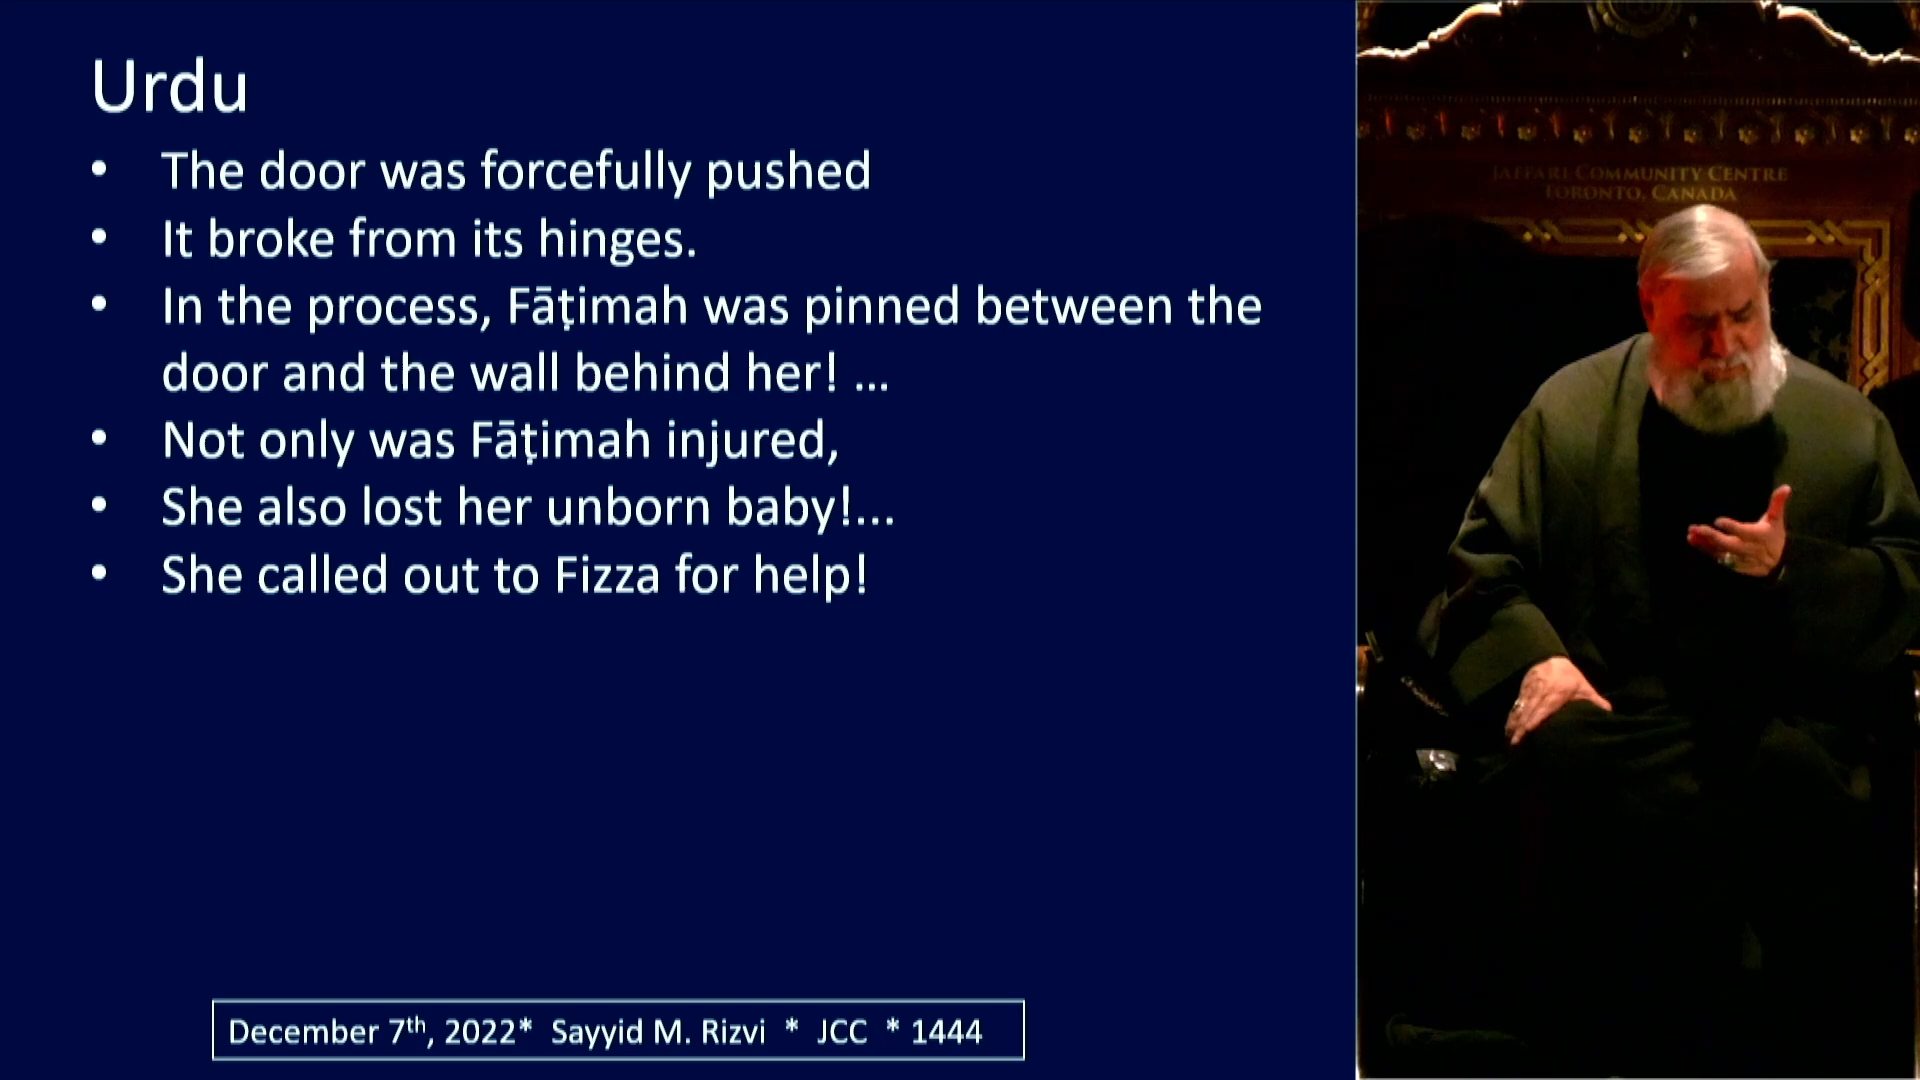 Urdu
• The door was forcefully pushed
• It broke from its hinges.
• In the process, Fāṭimah was pinned between the
door and the wall behind her! ...
• Not only was Fāṭimah injured,
• She also lost her unborn baby!...
• She called out to Fizza for help!
December 7th, 2022* Sayyid M. Rizvi * JCC * 1444
JAFFARI COMMUNITY CENTRE
TORONTO, CANADA